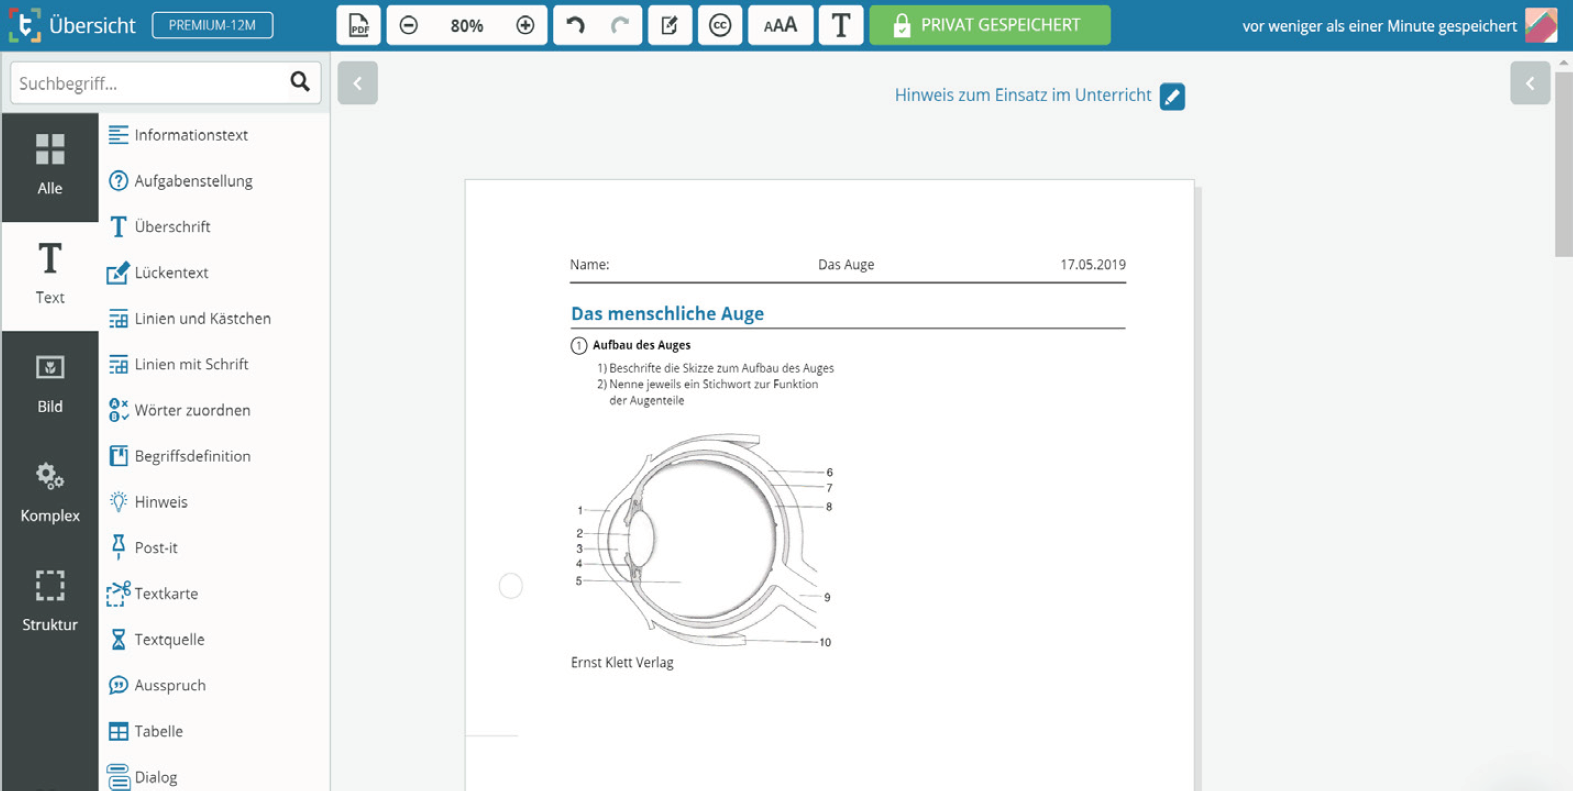 t Übersicht PREMIUM-12M PDF 80% CC AAA T PRIVAT GESPEICHERT vor weniger als einer Minute gespeichert
Suchbegriff...
Hinweis zum Einsatz im Unterricht
Alle
Text
Bild
Komplex
Struktur
Informationstext
Aufgabenstellung
Überschrift
Lückentext
Linien und Kästchen
Linien mit Schrift
Wörter zuordnen
Begriffsdefinition
Hinweis
Post-it
Textkarte
Textquelle
Ausspruch
Tabelle
Dialog
Name: Das Auge 17.05.2019
Das menschliche Auge
1 Aufbau des Auges
1) Beschrifte die Skizze zum Aufbau des Auges
2) Nenne jeweils ein Stichwort zur Funktion
der Augenteile
1
2
3
4
5
6
7
8
9
10
Ernst Klett Verlag